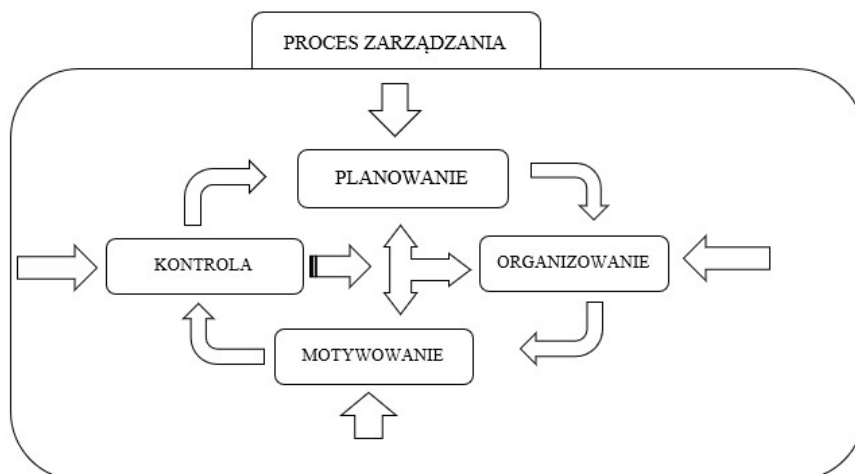 PROCES ZARZĄDZANIA
PLANOWANIE
KONTROLA
ORGANIZOWANIE
MOTYWOWANIE